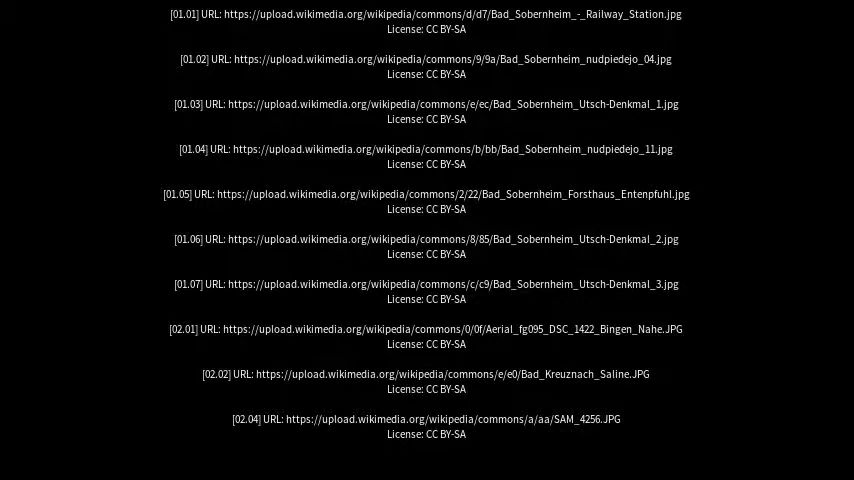 [01.01] URL: https://upload.wikimedia.org/wikipedia/commons/d/d7/Bad_Sobernheim_-_Railway_Station.jpg
License: CC BY-SA
[01.02] URL: https://upload.wikimedia.org/wikipedia/commons/9/9a/Bad_Sobernheim_nudpiedejo_04.jpg
License: CC BY-SA
[01.03] URL: https://upload.wikimedia.org/wikipedia/commons/e/ec/Bad_Sobernheim_Utsch-Denkmal_1.jpg
License: CC BY-SA
[01.04] URL: https://upload.wikimedia.org/wikipedia/commons/b/bb/Bad_Sobernheim_nudpiedejo_11.jpg
License: CC BY-SA
[01.05] URL: https://upload.wikimedia.org/wikipedia/commons/2/22/Bad_Sobernheim_Forsthaus_Entenpfuhl.jpg
License: CC BY-SA
[01.06] URL: https://upload.wikimedia.org/wikipedia/commons/8/85/Bad_Sobernheim_Utsch-Denkmal_2.jpg
License: CC BY-SA
[01.07] URL: https://upload.wikimedia.org/wikipedia/commons/c/c9/Bad_Sobernheim_Utsch-Denkmal_3.jpg
License: CC BY-SA
[02.01] URL: https://upload.wikimedia.org/wikipedia/commons/0/0f/Aerial_fg095_DSC_1422_Bingen_Nahe.JPG
License: CC BY-SA
[02.02] URL: https://upload.wikimedia.org/wikipedia/commons/e/e0/Bad_Kreuznach_Saline.JPG
License: CC BY-SA
[02.04] URL: https://upload.wikimedia.org/wikipedia/commons/a/aa/SAM_4256.JPG
License: CC BY-SA